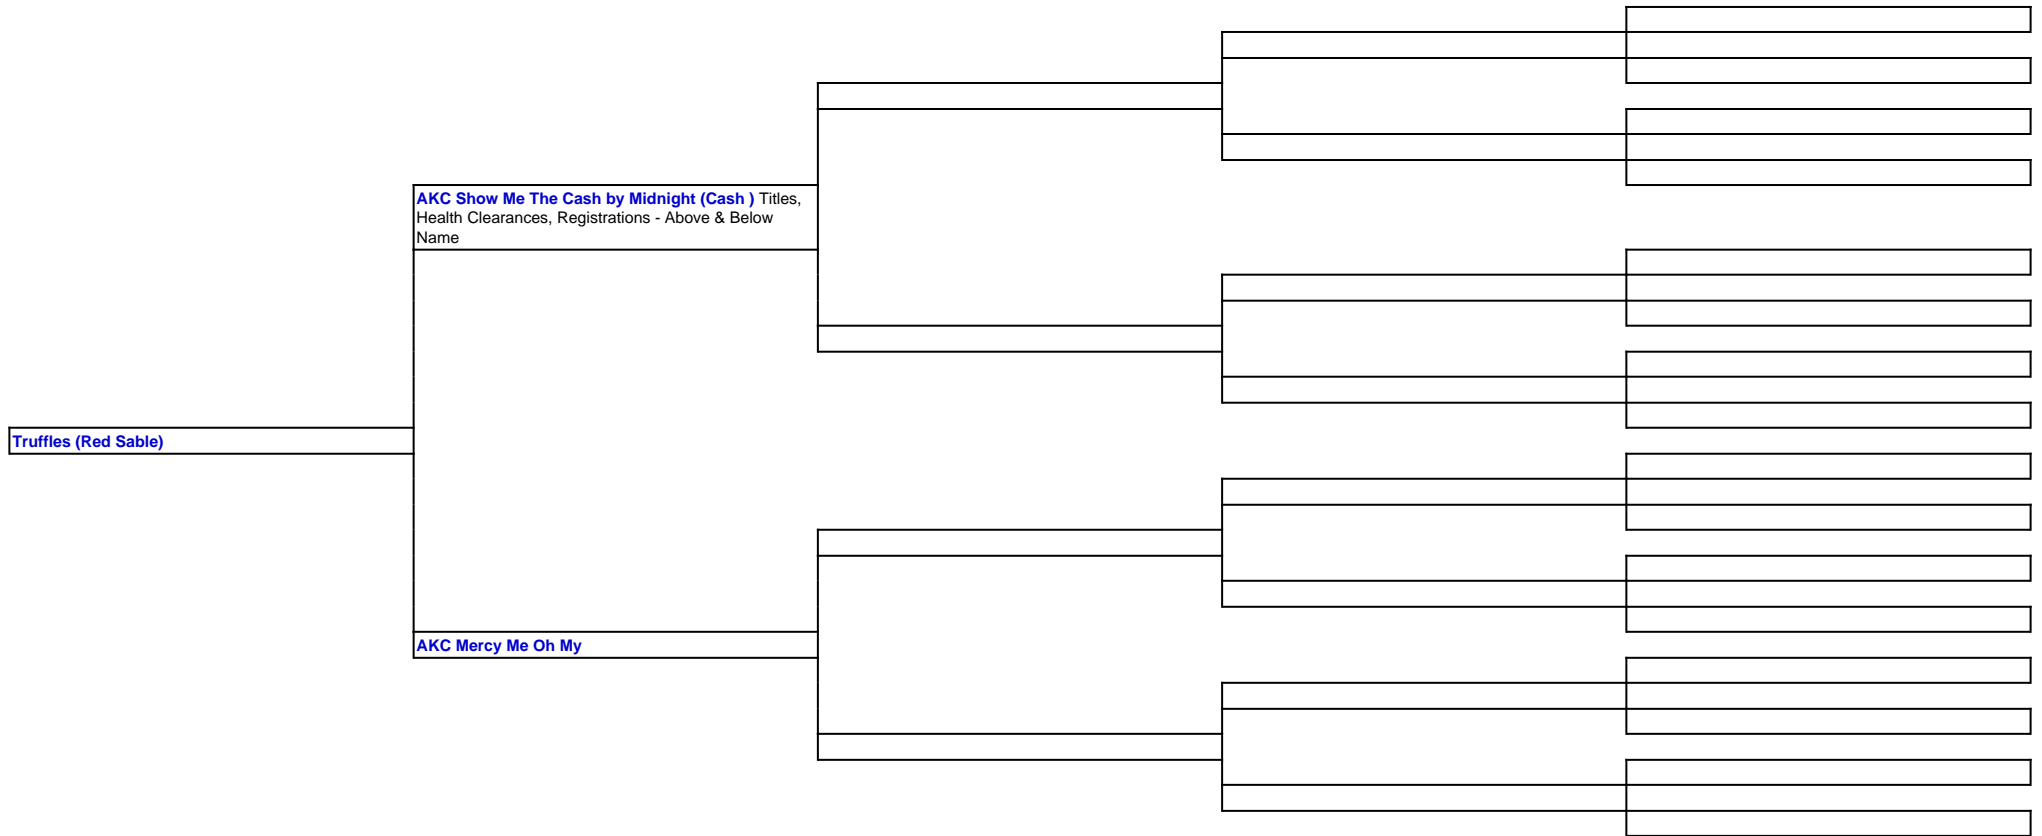 AKC Show Me The Cash by Midnight (Cash ) Titles,
Health Clearances, Registrations - Above & Below
Name
Truffles (Red Sable)
AKC Mercy Me Oh My